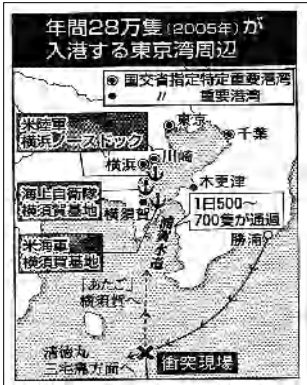 年間28万隻(2005年)が
入港する東京湾周辺
◉国交省指定特定重要港湾
● 〃 重要港湾
米陸軍
横浜ノースドック
東京
千葉
川崎
横浜
木更津
海上自衛隊
横須賀基地
横須賀
1日500〜
700隻が通過
浦賀水道
勝浦
米海軍
横須賀基地
「あたご」
横須賀へ
清徳丸
三宅島方面へ
衝突現場